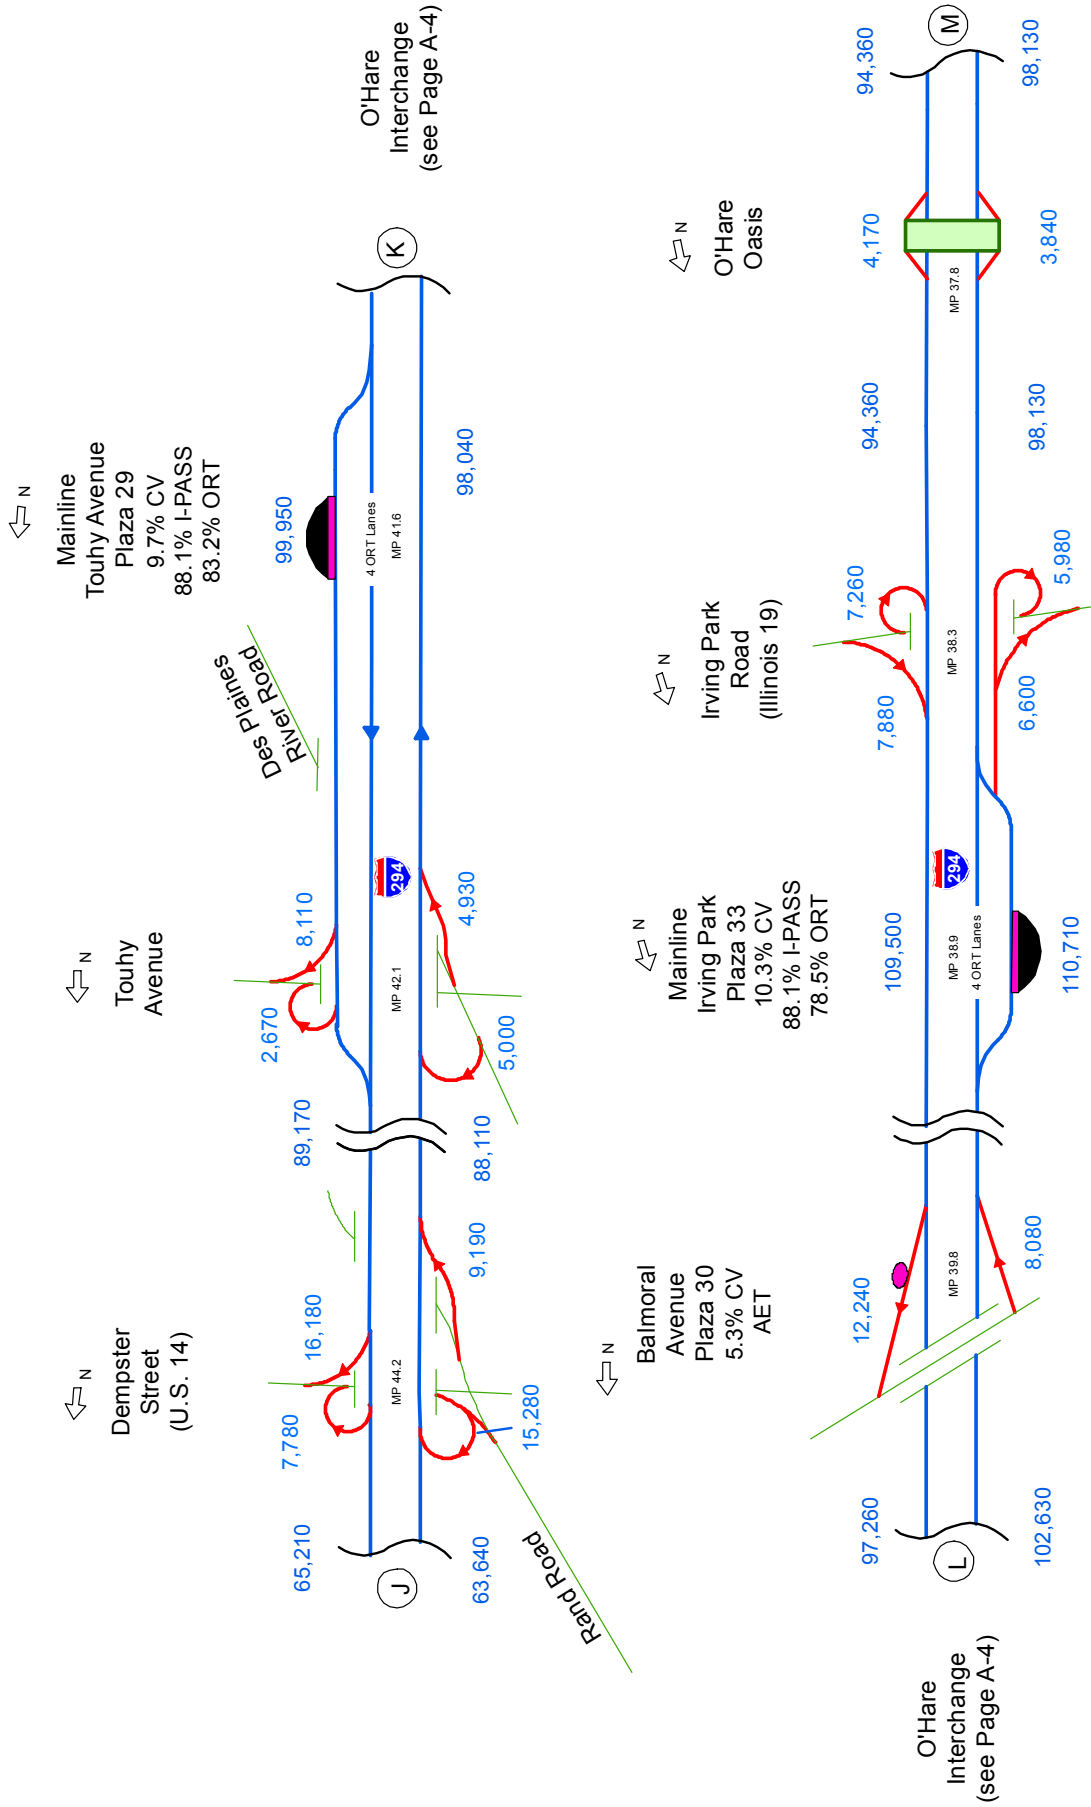 N
Dempster
Street
(U.S. 14)
N
Touhy
Avenue
N
Mainline
Touhy Avenue
Plaza 29
9.7% CV
88.1% I-PASS
83.2% ORT
O'Hare
Interchange
(see Page A-4)
65,210
7,780
16,180
89,170
2,670
8,110
Des Plaines
River Road
99,950
J
MP 44.2
MP 42.1
294
4 ORT Lanes
MP 41.6
K
63,640
15,280
9,190
88,110
5,000
4,930
98,040
Rand Road
N
Balmoral
Avenue
Plaza 30
5.3% CV
AET
N
Mainline
Irving Park
Plaza 33
10.3% CV
88.1% I-PASS
78.5% ORT
N
Irving Park
Road
(Illinois 19)
N
O'Hare
Oasis
O'Hare
Interchange
(see Page A-4)
97,260
12,240
109,500
7,880
7,260
94,360
4,170
94,360
L
MP 39.8
MP 38.9
4 ORT Lanes
294
MP 38.3
MP 37.8
M
102,630
8,080
110,710
6,600
5,980
98,130
3,840
98,130